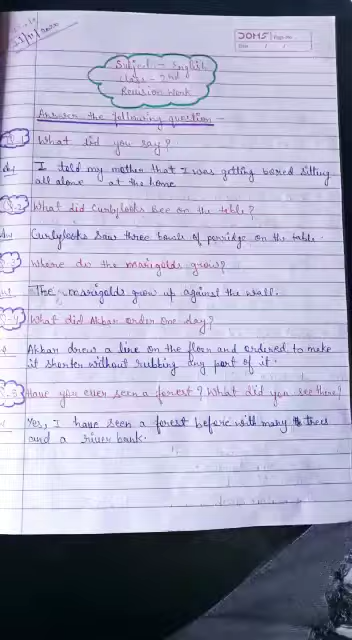 DOMS
Subject - English
Class - 2nd
Revision Work
Answer the following question -
What did you say?
I told my mother that I was getting bored sitting
all alone at the home
What did Curlylocks see on the table?
Curlylocks saw three bowls of porridge on the table.
Where do the marigolds grow?
The marigolds grow up against the wall.
What did Akbar order one day?
Akbar drew a line on the floor and ordered to make
it shorter without rubbing any part of it.
Have you ever seen a forest? What did you see there?
Yes, I have seen a forest before with many trees
and a river bank.